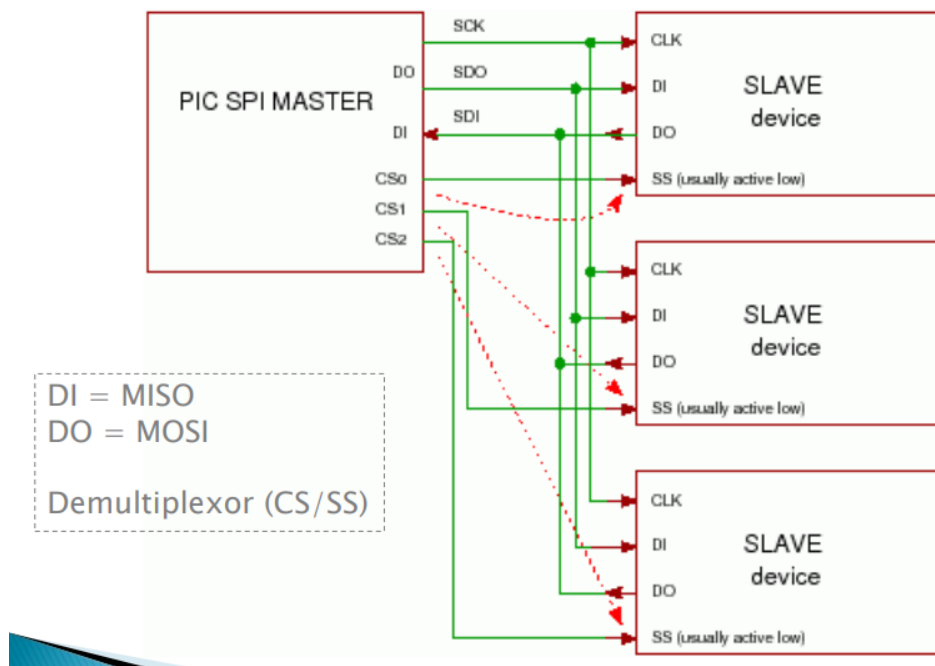 SCK
DO
SDO
PIC SPI MASTER
SDI
DI
CS0
CS1
CS2
CLK
DI
SLAVE
device
DO
SS (usually active low)
CLK
DI
SLAVE
device
DO
SS (usually active low)
CLK
DI
SLAVE
device
DO
SS (usually active low)
DI = MISO
DO = MOSI
Demultiplexor (CS/SS)